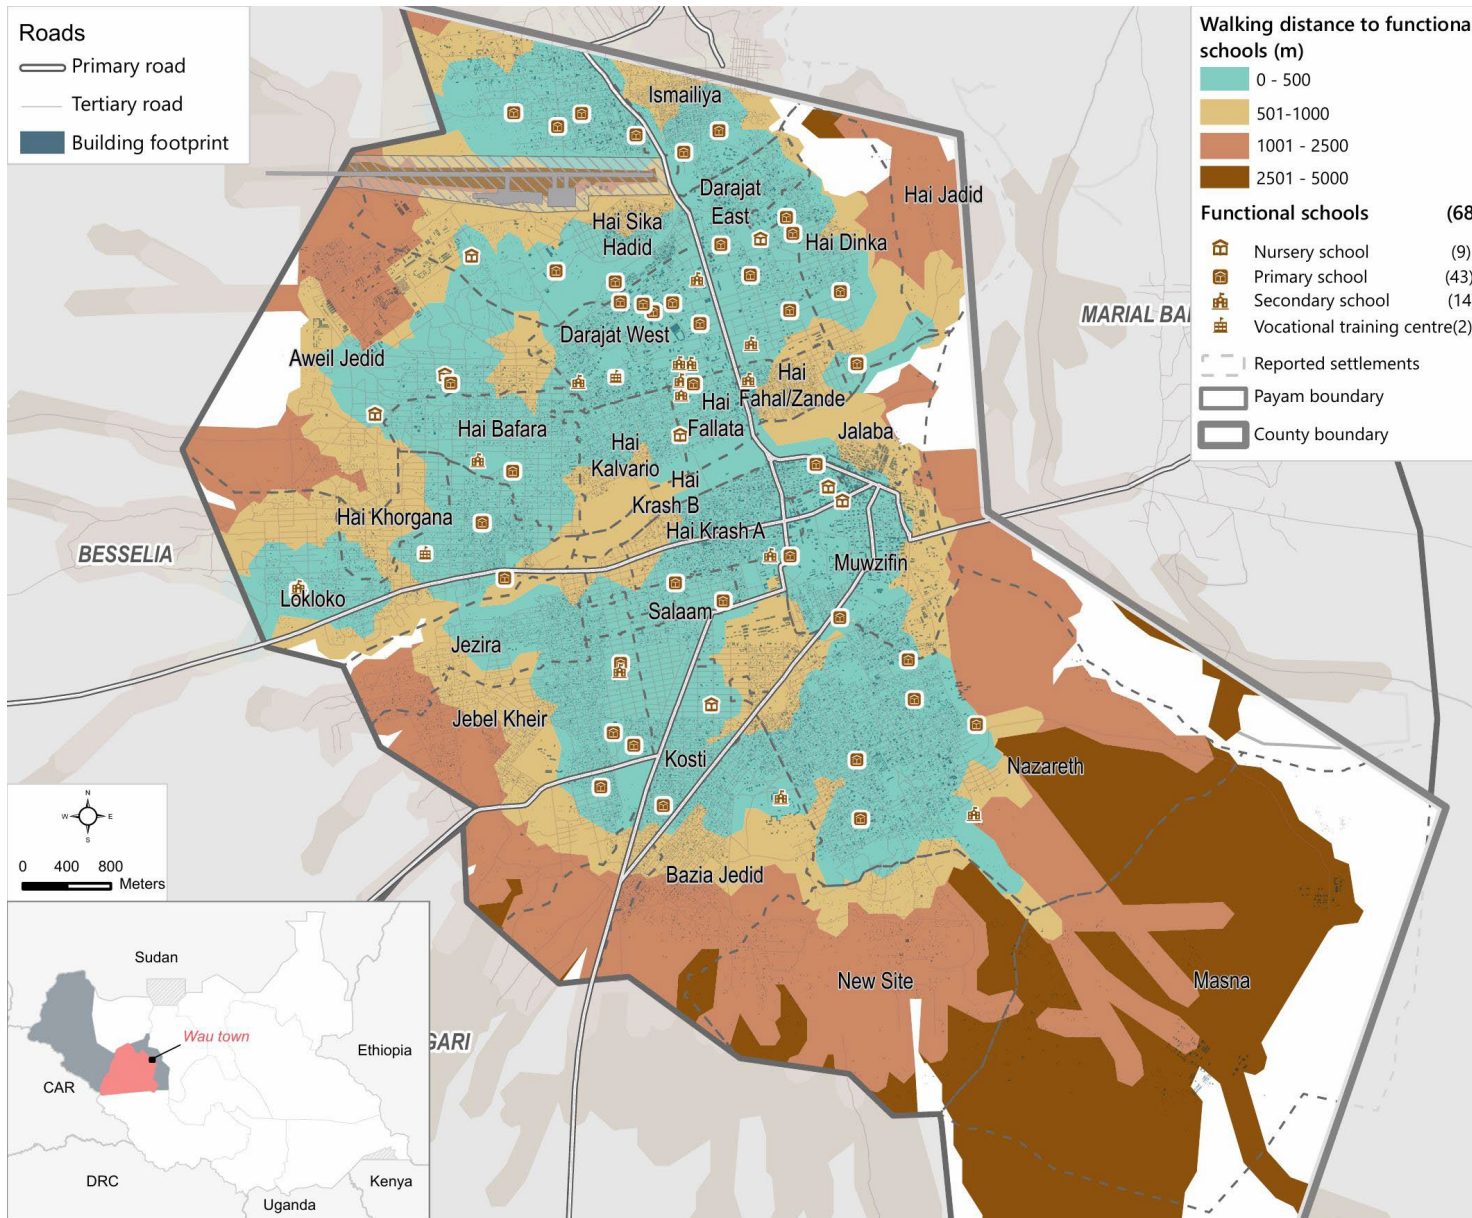 Roads
Primary road
Tertiary road
Building footprint
Walking distance to functiona
schools (m)
0 - 500
501-1000
1001 - 2500
2501 - 5000
Functional schools (68
Nursery school (9)
Primary school (43)
Secondary school (14
Vocational training centre(2)
Reported settlements
Payam boundary
County boundary
Ismailiya
Hai Jadid
Darajat
East
Hai Sika
Hadid
Hai Dinka
MARIAL BA
Darajat West
Aweil Jedid
Hai
Fahal/Zande
Hai
Fallata
Hai Bafara
Jalaba
Hai
Kalvario
Hai
Krash B
Hai Khorgana
Hai Krash A
BESSELIA
Muwzifin
Lokloko
Salaam
Jezira
Jebel Kheir
Kosti
Nazareth
Bazia Jedid
New Site
Masna
GARI
N
W E
S
0 400 800
Meters
Sudan
Wau town
Ethiopia
CAR
DRC
Kenya
Uganda